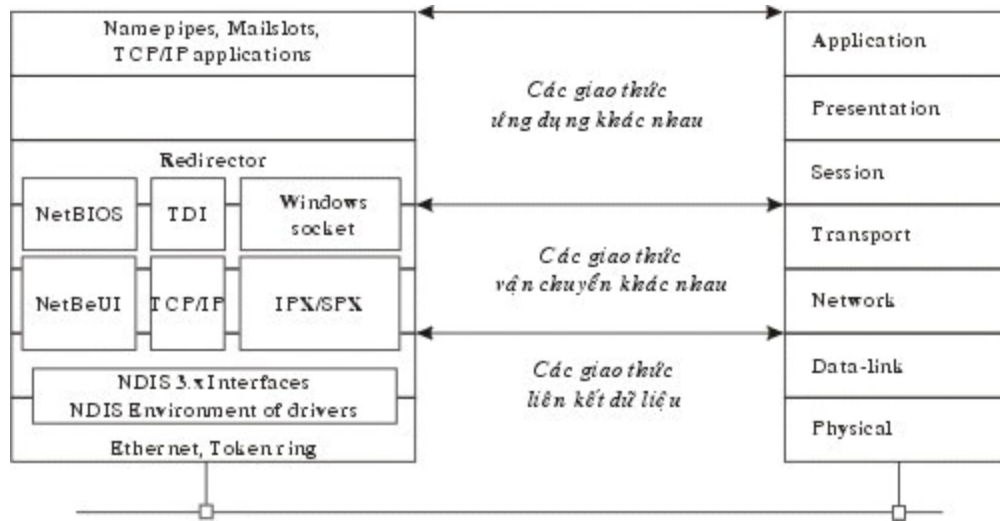 Name pipes, Mailslots,
TCP/IP applications
Redirector
NetBIOS
TDI
Windows
socket
NetBeUI
TCP/IP
IPX/SPX
NDIS 3.x Interfaces
NDIS Environment of drivers
Ethernet, Token ring
Các giao thức
ứng dụng khác nhau
Các giao thức
vận chuyển khác nhau
Các giao thức
liên kết dữ liệu
Application
Presentation
Session
Transport
Network
Data-link
Physical